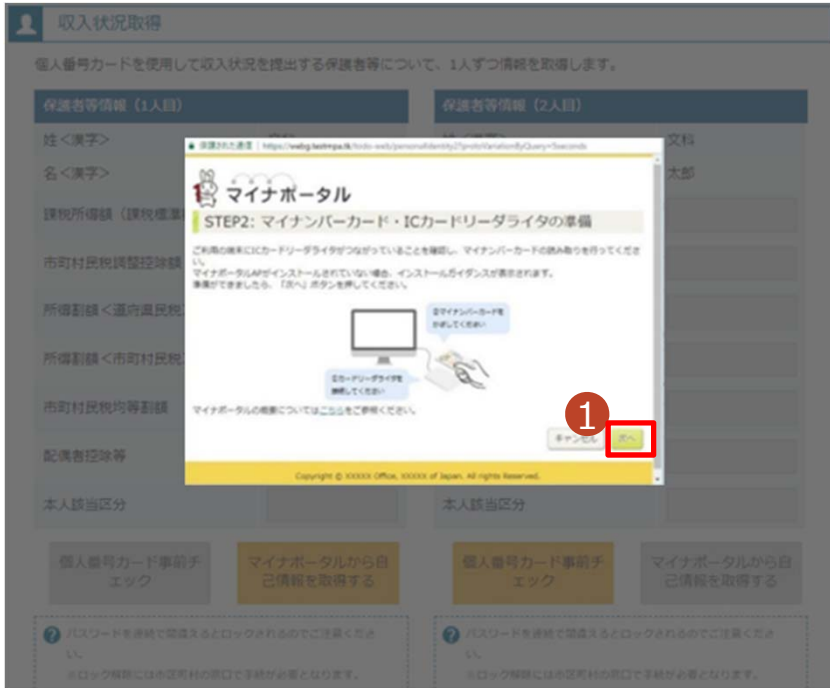 収入状況取得
個人番号カードを使用して収入状況を提出する保護者等について、1人ずつ情報を取得します。
保護者等情報（1人目）
保護者等情報（2人目）
姓<漢字>
文科
名<漢字>
太郎
課税所得額（課税標準
市町村民税調整控除額
所得割額<道府県民税
所得割額<市町村民税
市町村民税均等割額
配偶者控除等
本人該当区分
本人該当区分
保護された通信
マイナポータル
STEP2: マイナンバーカード・ICカードリーダライタの準備
ご利用の端末にICカードリーダライタがつながっていることを確認し、マイナンバーカードの読み取りを行ってくださ
い。
マイナポータルAPがインストールされていない場合、インストールガイダンスが表示されます。
準備ができましたら、「次へ」ボタンを押してください。
マイナンバーカードを
かざしてください
カードリーダライタを
接続してください
マイナポータルの概要についてはこちらをご参照ください。
1
キャンセル
次へ
Copyright © XXXXX Office, XXXXX of Japan. All rights Reserved.
個人番号カード事前チ
ェック
マイナポータルから自
己情報を取得する
個人番号カード事前チ
ェック
マイナポータルから自
己情報を取得する
パスワードを連続で間違えるとロックされるのでご注意くださ
い。
※ロック解除には市区町村の窓口で手続が必要となります。
パスワードを連続で間違えるとロックされるのでご注意くださ
い。
※ロック解除には市区町村の窓口で手続が必要となります。